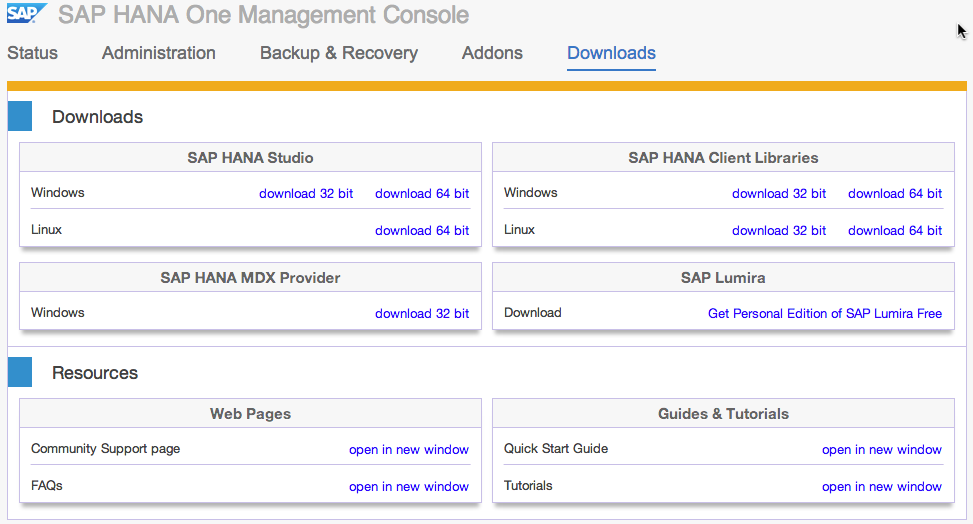 SAP SAP HANA One Management Console
Status Administration Backup & Recovery Addons Downloads
Downloads
SAP HANA Studio
Windows download 32 bit download 64 bit
Linux download 64 bit
SAP HANA Client Libraries
Windows download 32 bit download 64 bit
Linux download 32 bit download 64 bit
SAP HANA MDX Provider
Windows download 32 bit
SAP Lumira
Download Get Personal Edition of SAP Lumira Free
Resources
Web Pages
Community Support page open in new window
FAQs open in new window
Guides & Tutorials
Quick Start Guide open in new window
Tutorials open in new window